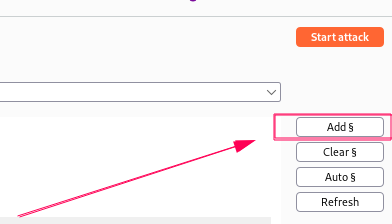 Start attack
Add §
Clear §
Auto §
Refresh